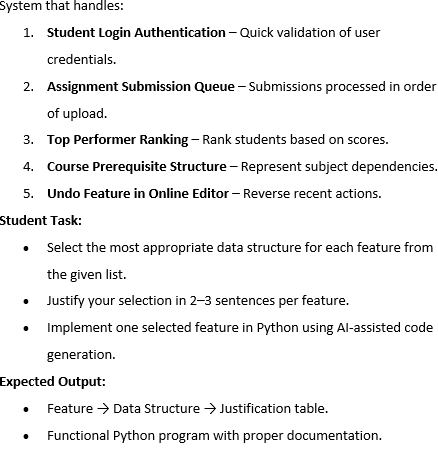 System that handles:
1. Student Login Authentication – Quick validation of user
credentials.
2. Assignment Submission Queue – Submissions processed in order
of upload.
3. Top Performer Ranking – Rank students based on scores.
4. Course Prerequisite Structure – Represent subject dependencies.
5. Undo Feature in Online Editor – Reverse recent actions.
Student Task:
• Select the most appropriate data structure for each feature from
the given list.
• Justify your selection in 2–3 sentences per feature.
• Implement one selected feature in Python using AI-assisted code
generation.
Expected Output:
• Feature → Data Structure → Justification table.
• Functional Python program with proper documentation.